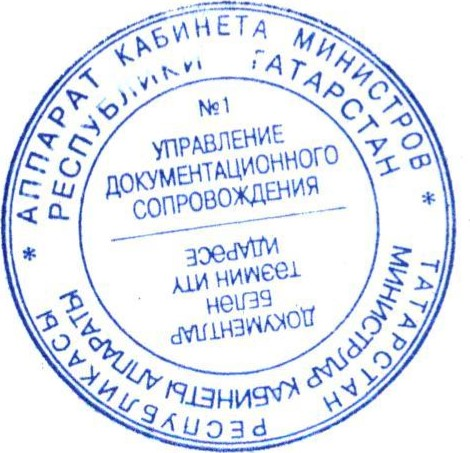 * АППАРАТ КАБИНЕТА МИНИСТРОВ *
РЕСПУБЛИКИ ТАТАРСТАН
№1
УПРАВЛЕНИЕ
ДОКУМЕНТАЦИОННОГО
СОПРОВОЖДЕНИЯ
ДОКУМЕНТЛАР
БЕЛӘН
ТӘЭМИН ИТҮ
ИДАРӘСЕ
ТАТАРСТАН РЕСПУБЛИКАСЫ
МИНИСТРЛАР КАБИНЕТЫ АППАРАТЫ